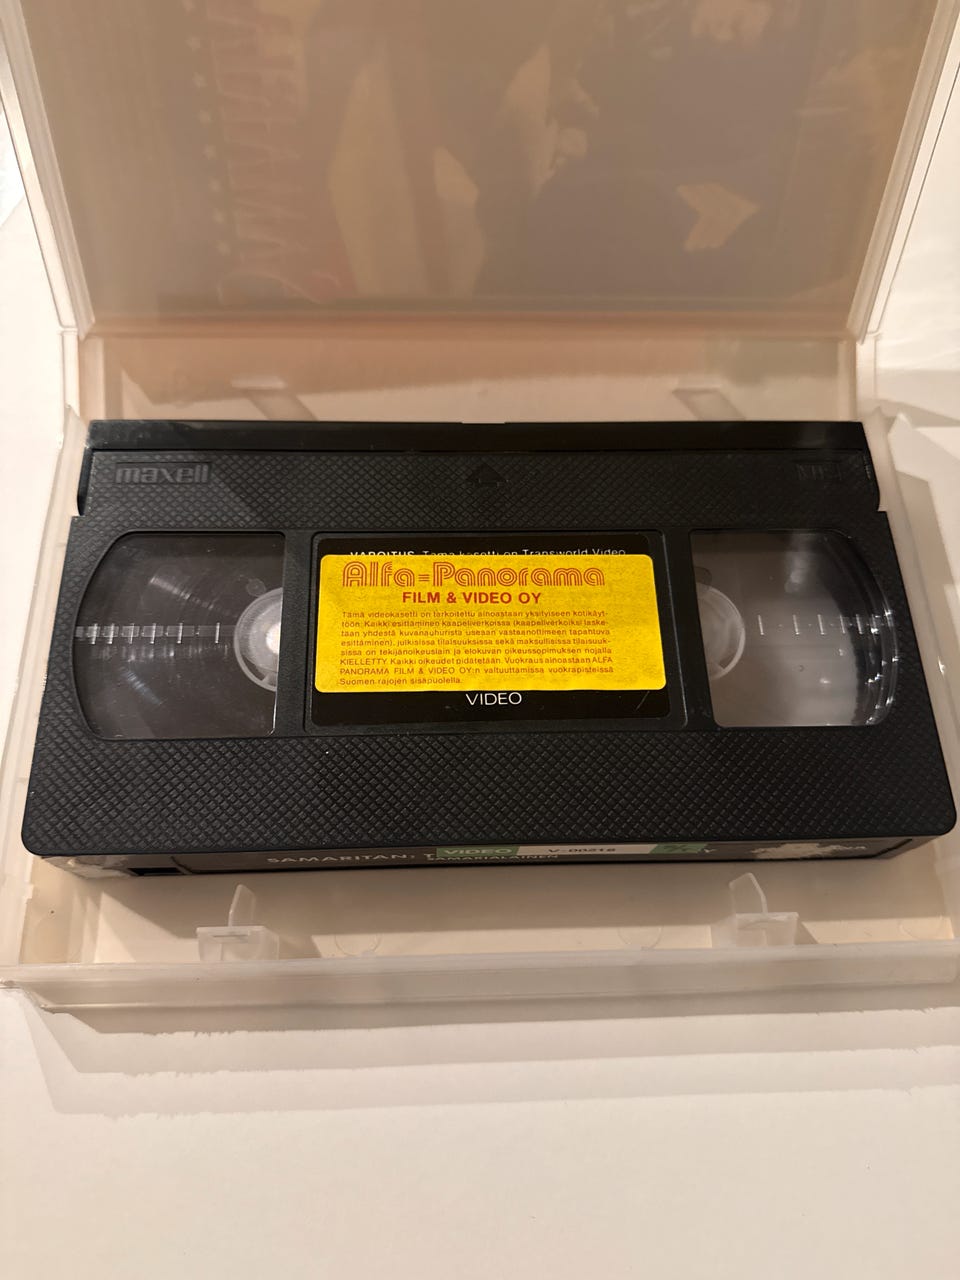 maxell
VAROITUS. Tämä kasetti on Transworld Video
Alfa=Panorama
FILM & VIDEO OY
Tämä videokasetti on tarkoitettu ainoastaan yksityiseen kotikäyt-
töön. Kaikki esittäminen kaapeliverkoissa (kaapeliverkoiksi laske-
taan yhdestä kuvanauhurista useaan vastaanottimeen tapahtuva
esittäminen), julkisissa tilaisuuksissa sekä maksullisissa tilaisuuk-
sissa on tekijänoikeuslain ja elokuvan oikeussopimuksen nojalla
KIELLETTY. Kaikki oikeudet pidätetään. Vuokraus ainoastaan ALFA
PANORAMA FILM & VIDEO OY:n valtuuttamissa vuokrapisteissä
Suomen rajojen sisäpuolella.
VIDEO
VIDEO V-00218
SAMARITAN:
TAMARIALAINEN